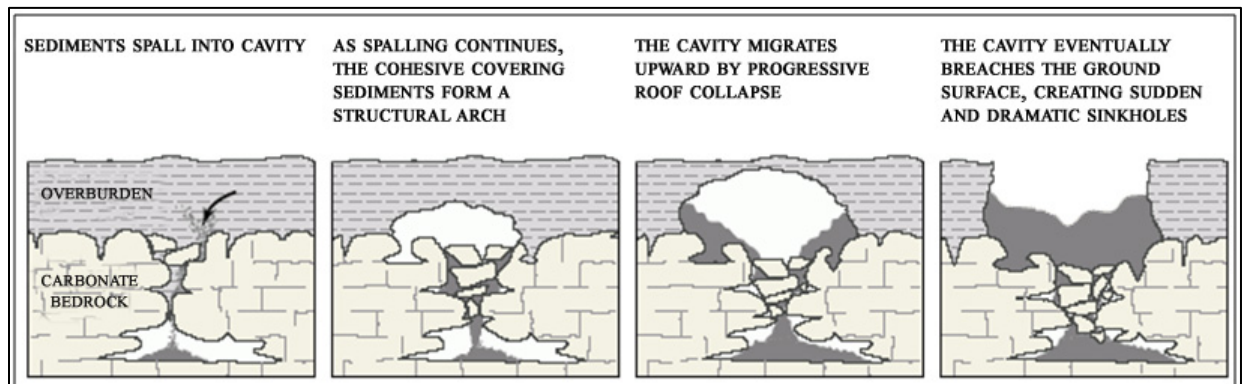 SEDIMENTS SPALL INTO CAVITY
AS SPALLING CONTINUES,
THE COHESIVE COVERING
SEDIMENTS FORM A
STRUCTURAL ARCH
THE CAVITY MIGRATES
UPWARD BY PROGRESSIVE
ROOF COLLAPSE
THE CAVITY EVENTUALLY
BREACHES THE GROUND
SURFACE, CREATING SUDDEN
AND DRAMATIC SINKHOLES
OVERBURDEN
CARBONATE
BEDROCK